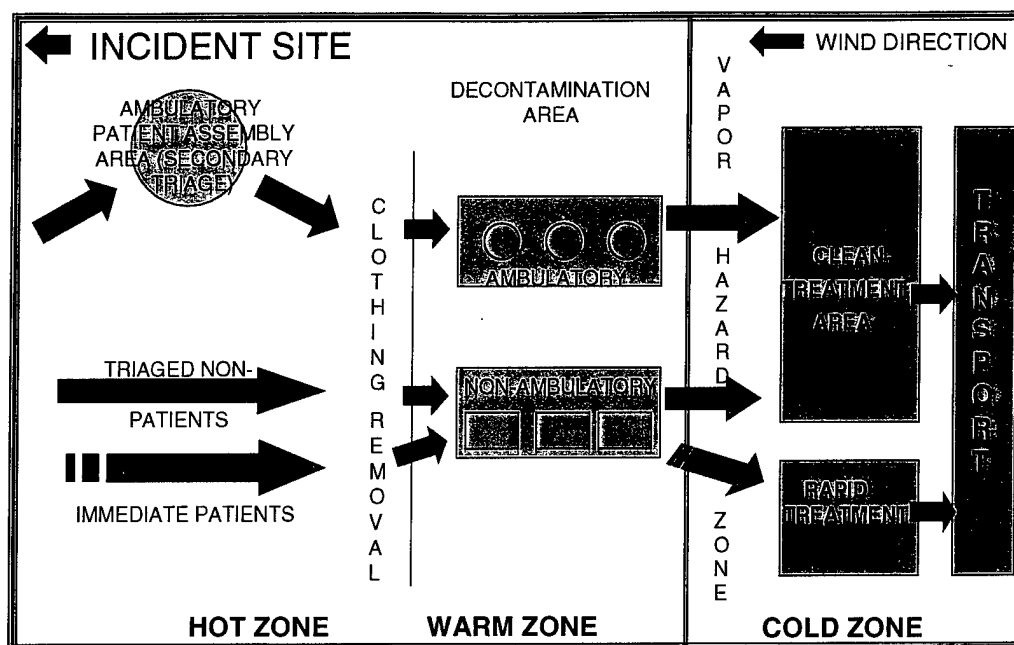 INCIDENT SITE
WIND DIRECTION
AMBULATORY
PATIENT ASSEMBLY
AREA (SECONDARY
TRIAGE)
DECONTAMINATION
AREA
CLOTHING REMOVAL
AMBULATORY
VAPOR HAZARD ZONE
CLEAN-
TREATMENT
AREA
TRANSPORT
TRIAGED NON-
PATIENTS
NON-AMBULATORY
IMMEDIATE PATIENTS
RAPID
TREATMENT
HOT ZONE
WARM ZONE
COLD ZONE